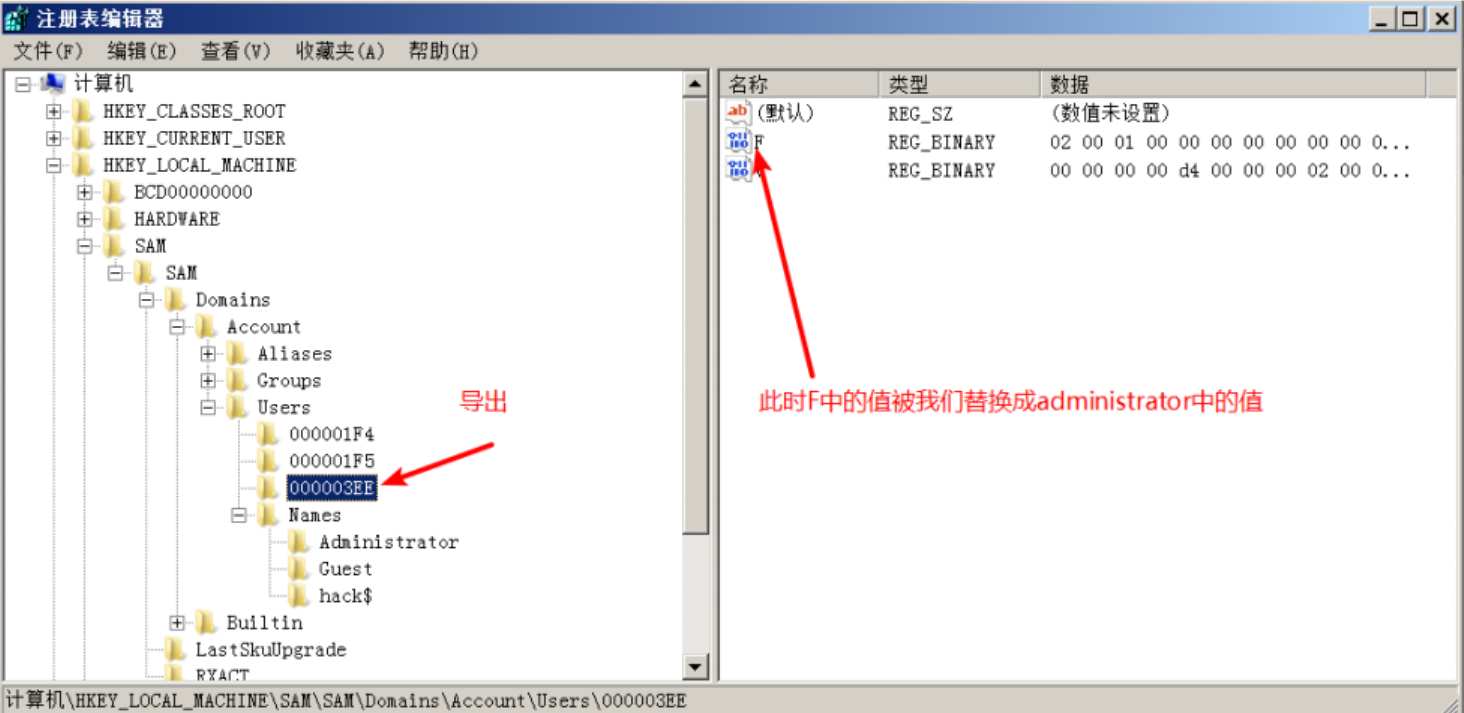 注册表编辑器
文件(F) 编辑(E) 查看(V) 收藏夹(A) 帮助(H)
计算机
HKEY_CLASSES_ROOT
HKEY_CURRENT_USER
HKEY_LOCAL_MACHINE
BCD00000000
HARDWARE
SAM
SAM
Domains
Account
Aliases
Groups
Users
000001F4
000001F5
000003EE
Names
Administrator
Guest
hack$
Builtin
LastSkuUpgrade
RXACT
导出
名称 类型 数据
(默认) REG_SZ (数值未设置)
F REG_BINARY 02 00 01 00 00 00 00 00 00 00 0...
REG_BINARY 00 00 00 00 d4 00 00 00 02 00 0...
此时F中的值被我们替换成administrator中的值
计算机\HKEY_LOCAL_MACHINE\SAM\SAM\Domains\Account\Users\000003EE